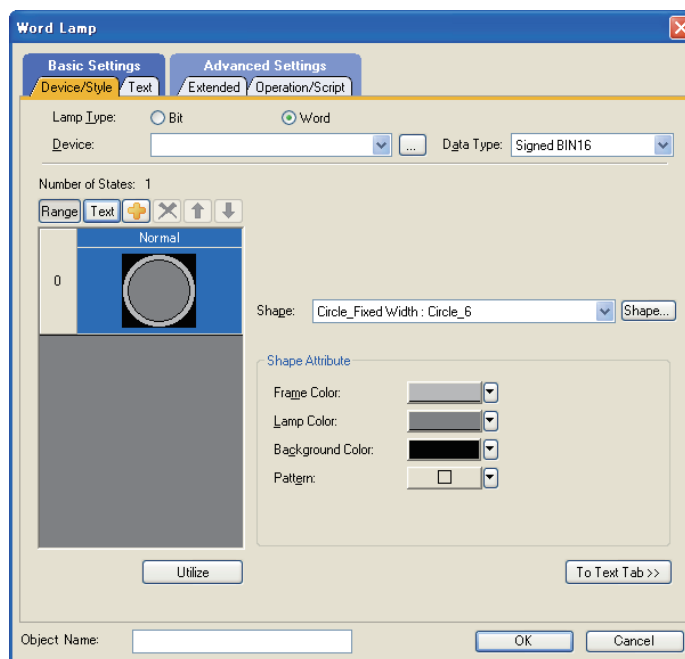 Word Lamp
Basic Settings Advanced Settings
Device/Style Text Extended Operation/Script
Lamp Type: Bit Word
Device: ... Data Type: Signed BIN16
Number of States: 1
Range Text
Normal
0
Shape: Circle_Fixed Width : Circle_6 Shape...
Shape Attribute
Frame Color:
Lamp Color:
Background Color:
Pattern:
Utilize To Text Tab >>
Object Name: OK Cancel